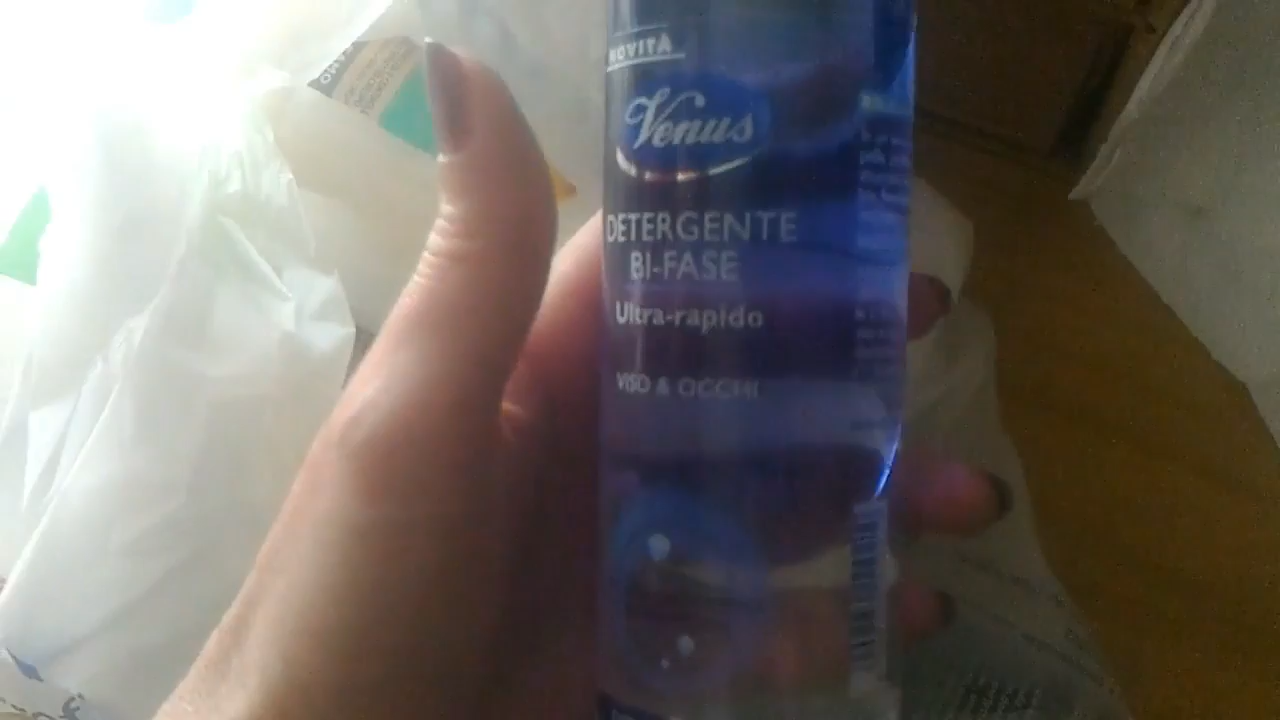 NOVITÀ
Venus
DETERGENTE
BI-FASE
Ultra-rapido
VISO & OCCHI